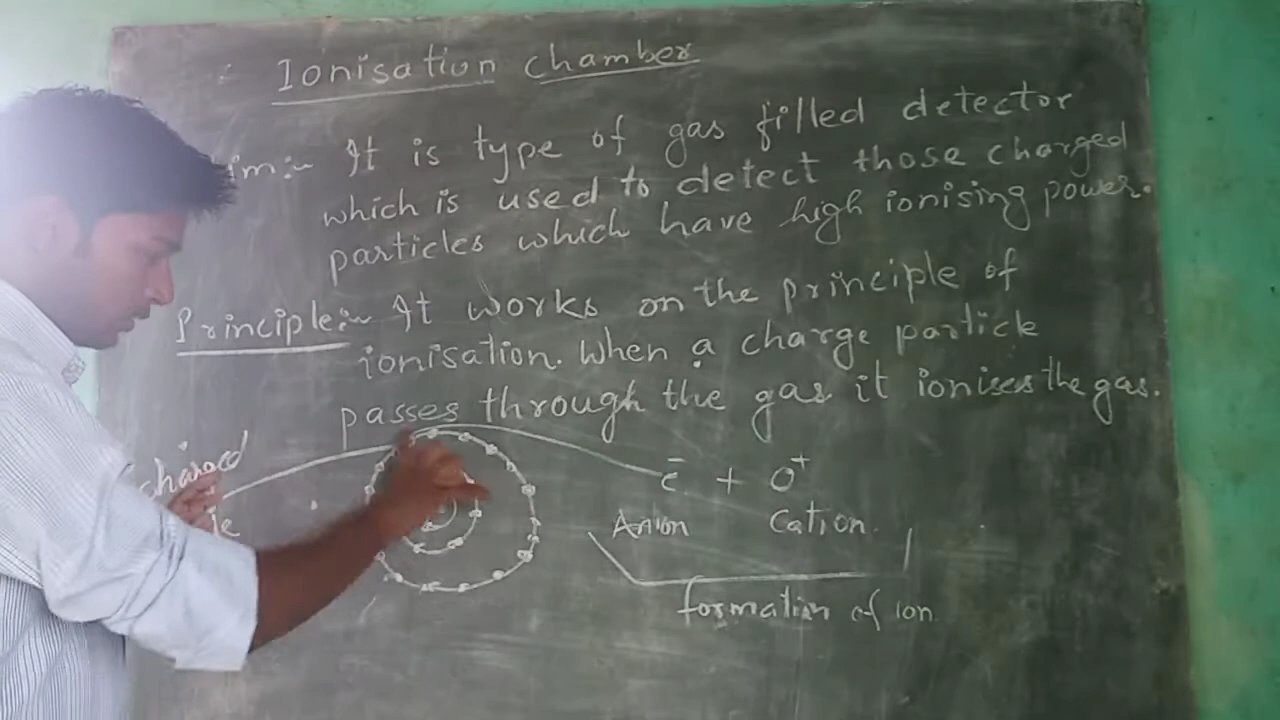 Ionisation chamber
im:- It is type of gas filled detector
which is used to detect those charged
particles which have high ionising power.
Principle:- It works on the principle of
ionisation. When a charge particle
passes through the gas it ionises the gas.
charged
le
e⁻ + O⁺
Anion Cation
formation of ion